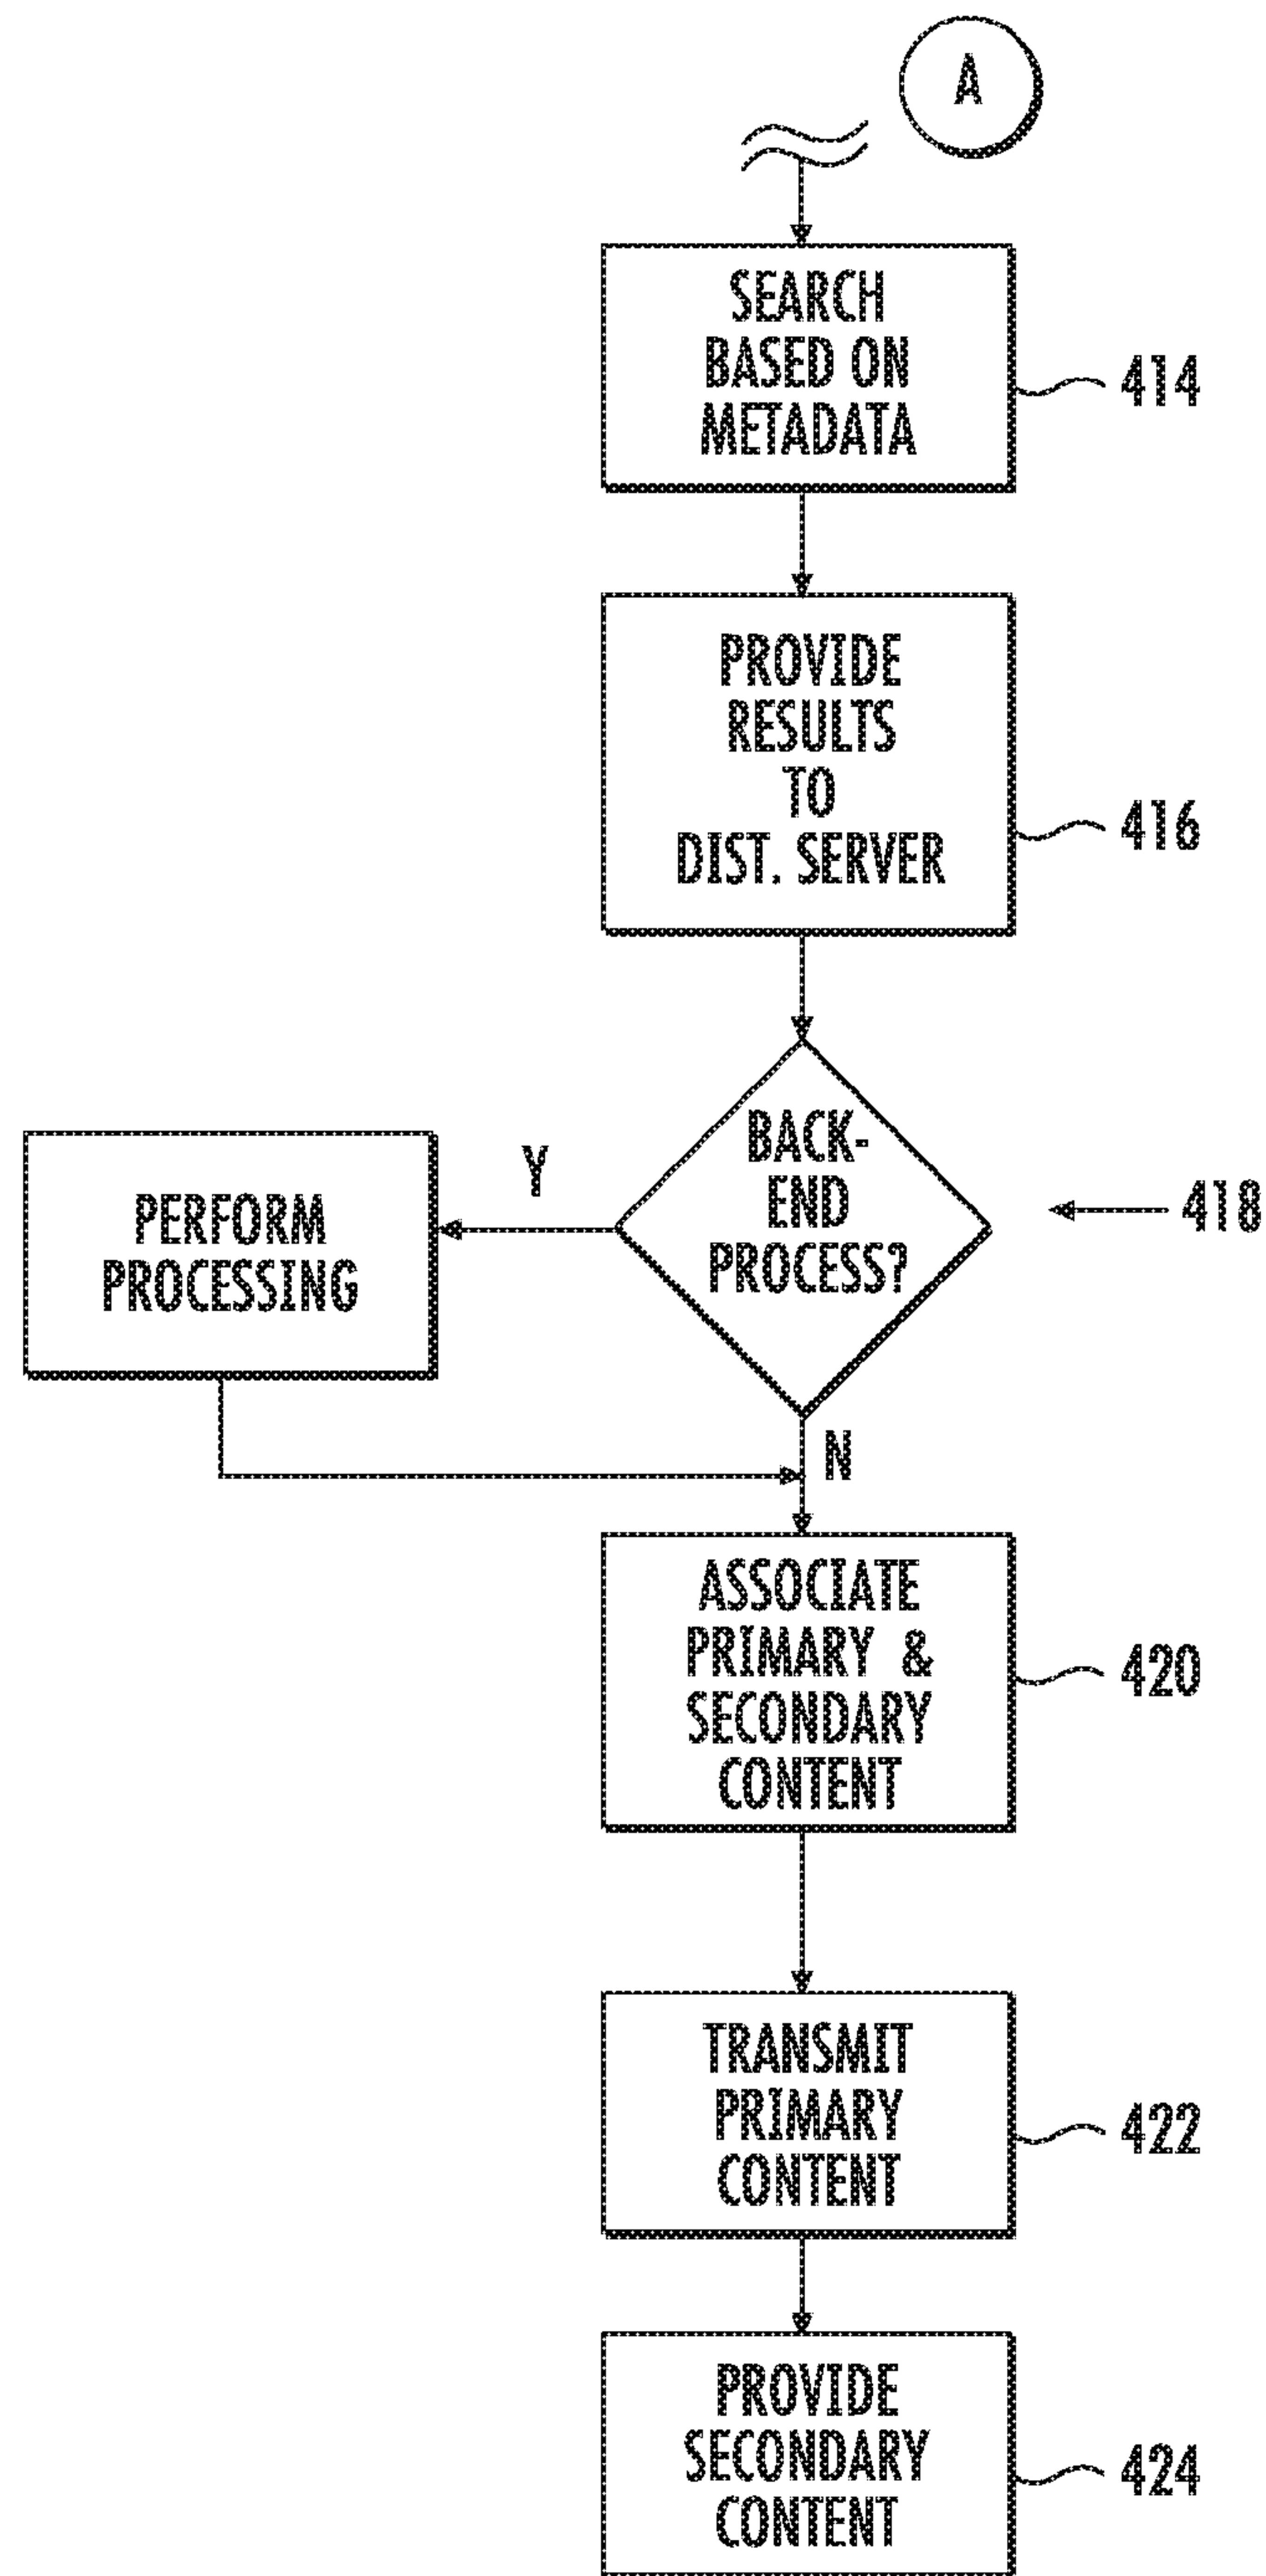 A
SEARCH
BASED ON
METADATA
414
PROVIDE
RESULTS
TO
DIST. SERVER
416
BACK-
END
PROCESS?
418
Y
PERFORM
PROCESSING
N
ASSOCIATE
PRIMARY &
SECONDARY
CONTENT
420
TRANSMIT
PRIMARY
CONTENT
422
PROVIDE
SECONDARY
CONTENT
424